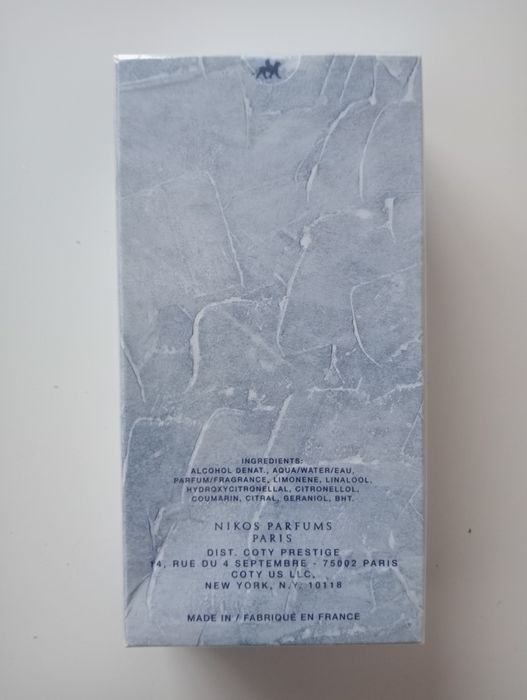 INGREDIENTS:
ALCOHOL DENAT., AQUA/WATER/EAU,
PARFUM/FRAGRANCE, LIMONENE, LINALOOL,
HYDROXYCITRONELLAL, CITRONELLOL,
COUMARIN, CITRAL, GERANIOL, BHT.
NIKOS PARFUMS
PARIS
DIST. COTY PRESTIGE
14, RUE DU 4 SEPTEMBRE - 75002 PARIS
COTY US LLC,
NEW YORK, N.Y. 10118
MADE IN / FABRIQUÉ EN FRANCE